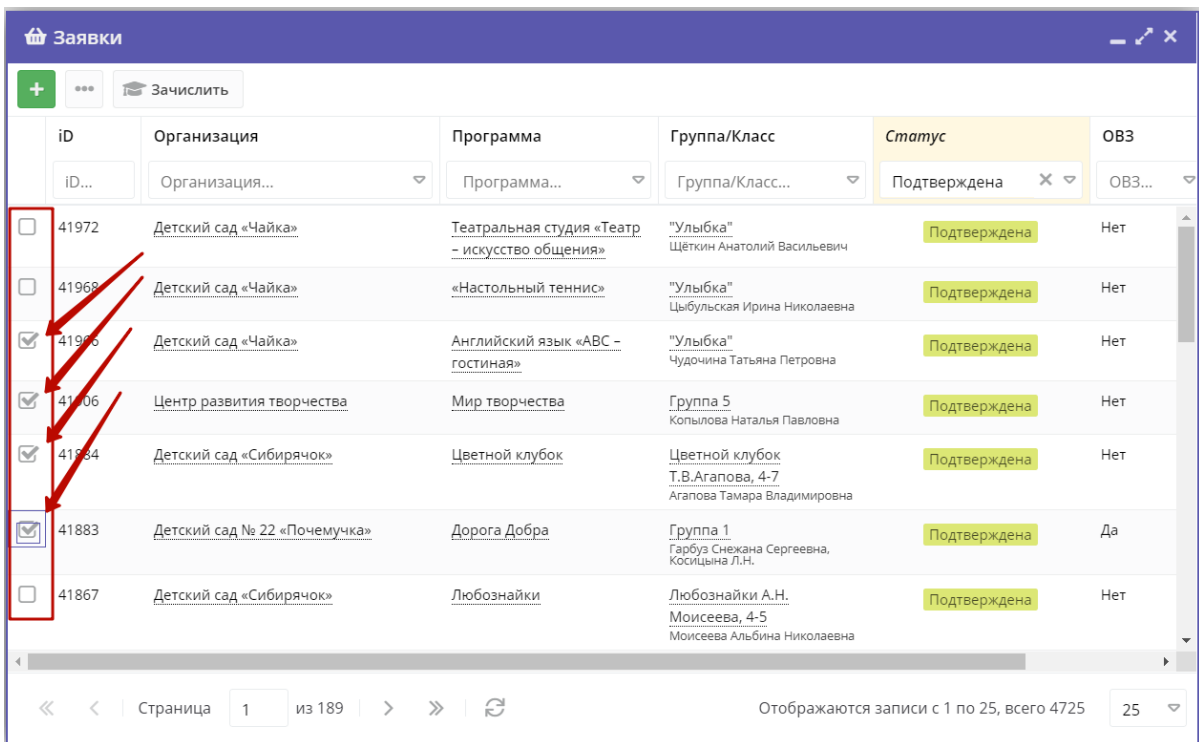 Заявки
+ ••• Зачислить
iD Организация Программа Группа/Класс Статус ОВЗ
iD... Организация... Программа... Группа/Класс... Подтверждена ОВЗ...
41972 Детский сад «Чайка» Театральная студия «Театр "Улыбка" Подтверждена Нет
– искусство общения» Щёткин Анатолий Васильевич
41968 Детский сад «Чайка» «Настольный теннис» "Улыбка" Подтверждена Нет
Цыбульская Ирина Николаевна
Детский сад «Чайка» Английский язык «АВС – "Улыбка" Подтверждена Нет
гостиная» Чудочина Татьяна Петровна
Центр развития творчества Мир творчества Группа 5 Подтверждена Нет
Копылова Наталья Павловна
41884 Детский сад «Сибирячок» Цветной клубок Цветной клубок Подтверждена Нет
Т.В.Агапова, 4-7
Агапова Тамара Владимировна
41883 Детский сад № 22 «Почемучка» Дорога Добра Группа 1 Подтверждена Да
Гарбуз Снежана Сергеевна,
Косицына Л.Н.
41867 Детский сад «Сибирячок» Любознайки Любознайки А.Н. Подтверждена Нет
Моисеева, 4-5
Моисеева Альбина Николаевна
Страница 1 из 189 Отображаются записи с 1 по 25, всего 4725 25